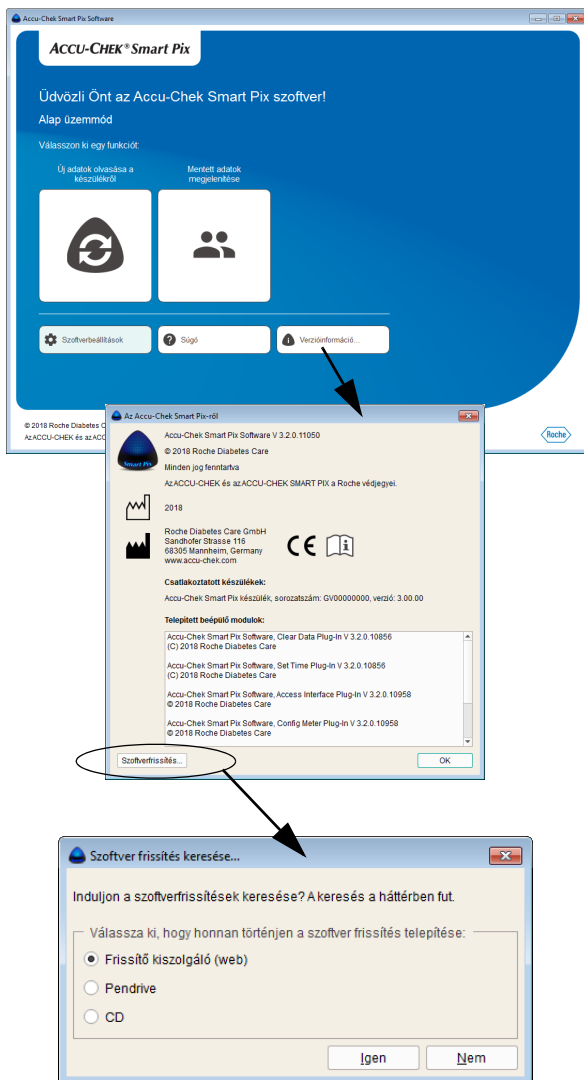 Accu-Chek Smart Pix Software
ACCU-CHEK® Smart Pix
Üdvözli Önt az Accu-Chek Smart Pix szoftver!
Alap üzemmód
Válasszon ki egy funkciót:
Új adatok olvasása a
készülékről
Mentett adatok
megjelenítése
Szoftverbeállítások
Súgó
Verzióinformáció...
© 2018 Roche Diabetes C
Az ACCU-CHEK és az ACC
Roche
Az Accu-Chek Smart Pix-ről
Smart Pix
Accu-Chek Smart Pix Software V 3.2.0.11050
© 2018 Roche Diabetes Care
Minden jog fenntartva
Az ACCU-CHEK és az ACCU-CHEK SMART PIX a Roche védjegyei.
2018
Roche Diabetes Care GmbH
Sandhofer Strasse 116
68305 Mannheim, Germany
www.accu-chek.com
CE
Csatlakoztatott készülékek:
Accu-Chek Smart Pix készülék, sorozatszám: GV00000000, verzió: 3.00.00
Telepített beépülő modulok:
Accu-Chek Smart Pix Software, Clear Data Plug-In V 3.2.0.10856
(C) 2018 Roche Diabetes Care
Accu-Chek Smart Pix Software, Set Time Plug-In V 3.2.0.10856
(C) 2018 Roche Diabetes Care
Accu-Chek Smart Pix Software, Access Interface Plug-In V 3.2.0.10958
© 2018 Roche Diabetes Care
Accu-Chek Smart Pix Software, Config Meter Plug-In V 3.2.0.10958
© 2018 Roche Diabetes Care
Szoftverfrissítés...
OK
Szoftver frissítés keresése...
Induljon a szoftverfrissítések keresése? A keresés a háttérben fut.
Válassza ki, hogy honnan történjen a szoftver frissítés telepítése:
Frissítő kiszolgáló (web)
Pendrive
CD
Igen
Nem